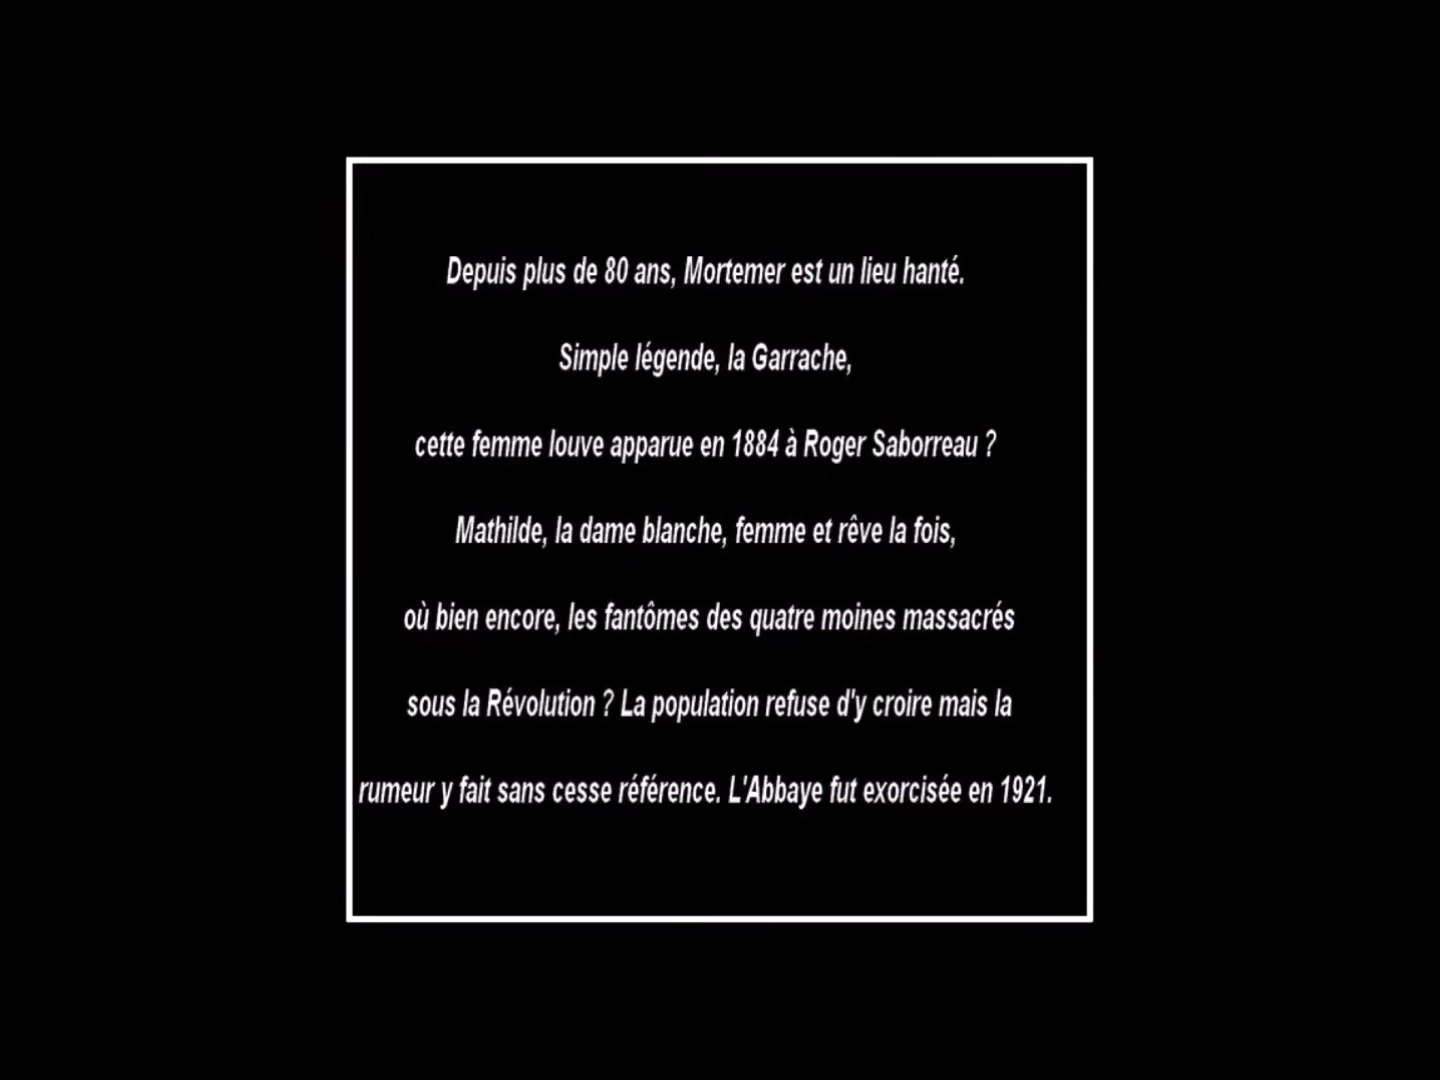 Depuis plus de 80 ans, Mortemer est un lieu hanté.
Simple légende, la Garrache,
cette femme louve apparue en 1884 à Roger Saborreau ?
Mathilde, la dame blanche, femme et rêve la fois,
où bien encore, les fantômes des quatre moines massacrés
sous la Révolution ? La population refuse d'y croire mais la
rumeur y fait sans cesse référence. L'Abbaye fut exorcisée en 1921.